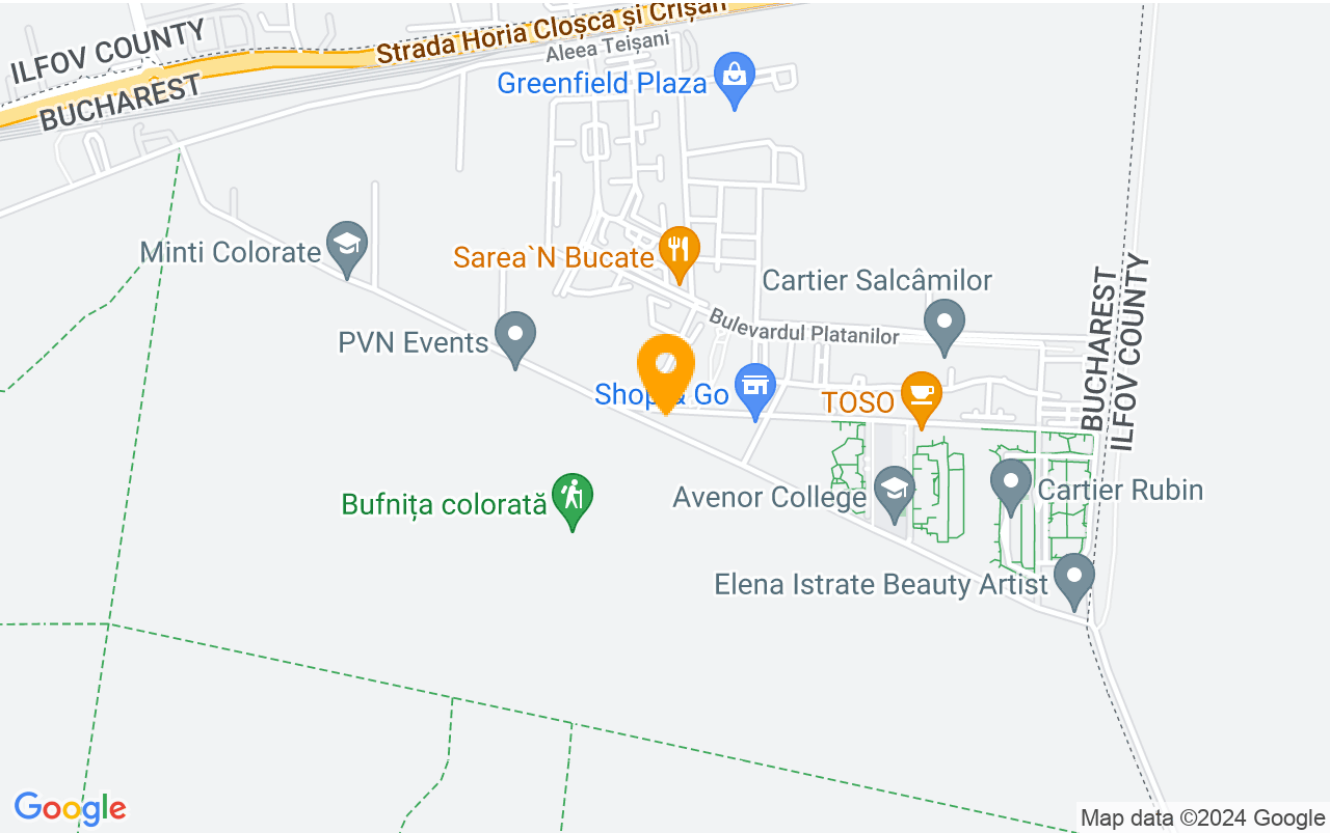 Strada Horia Cloșca și Crișan
ILFOV COUNTY
Aleea Teișani
BUCHAREST
Greenfield Plaza
Minti Colorate
Sarea`N Bucate
Cartier Salcâmilor
BUCHAREST
ILFOV COUNTY
Bulevardul Platanilor
PVN Events
Shop & Go
TOSO
Bufnița colorată
Avenor College
Cartier Rubin
Elena Istrate Beauty Artist
Google
Map data ©2024 Google